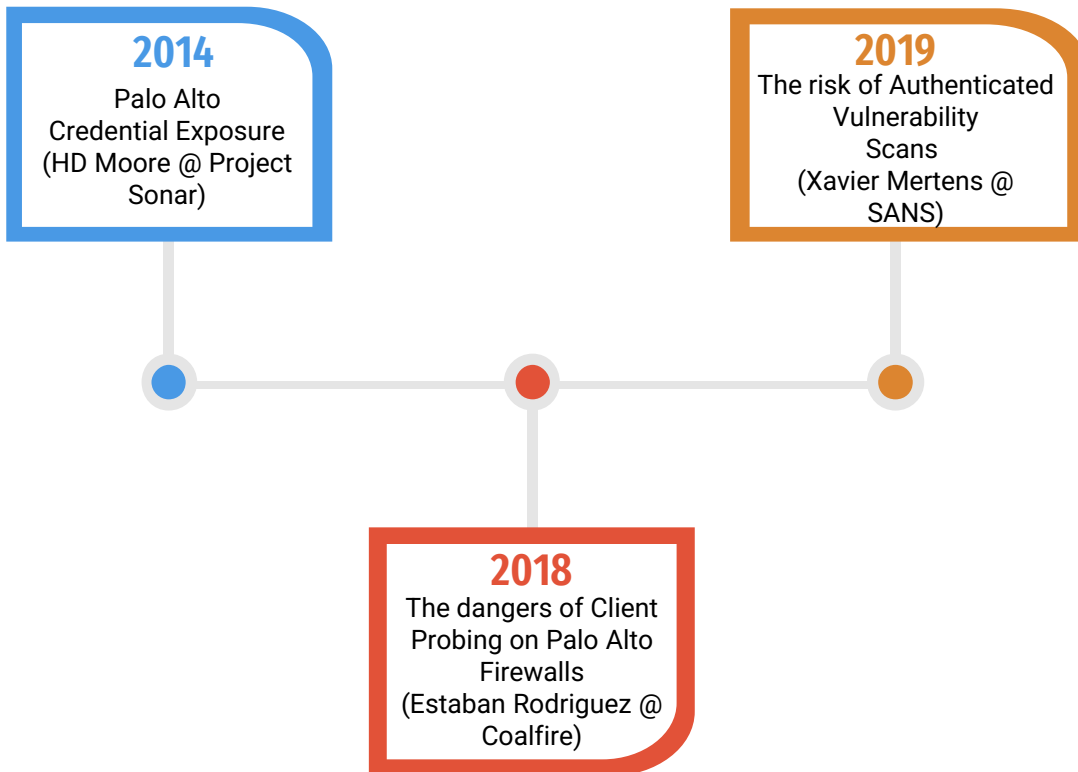 2014
Palo Alto
Credential Exposure
(HD Moore @ Project
Sonar)
2018
The dangers of Client
Probing on Palo Alto
Firewalls
(Estaban Rodriguez @
Coalfire)
2019
The risk of Authenticated
Vulnerability
Scans
(Xavier Mertens @
SANS)